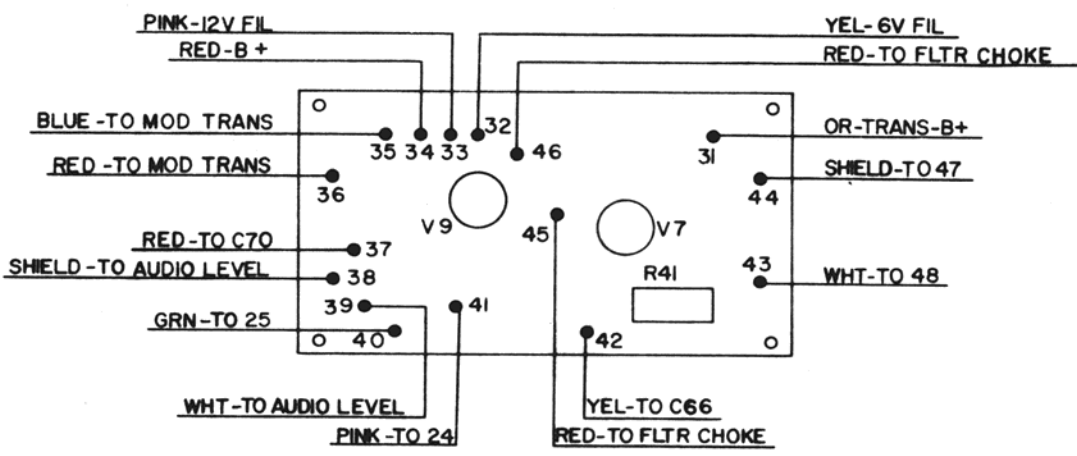 PINK-12V FIL
YEL-6V FIL
RED-B+
RED-TO FLTR CHOKE
BLUE-TO MOD TRANS
35
34
33
32
46
31
OR-TRANS-B+
RED-TO MOD TRANS
36
44
SHIELD-TO 47
V9
45
V7
RED-TO C70
37
SHIELD-TO AUDIO LEVEL
38
R41
43
WHT-TO 48
39
41
GRN-TO 25
40
42
WHT-TO AUDIO LEVEL
YEL-TO C66
PINK-TO 24
RED-TO FLTR CHOKE